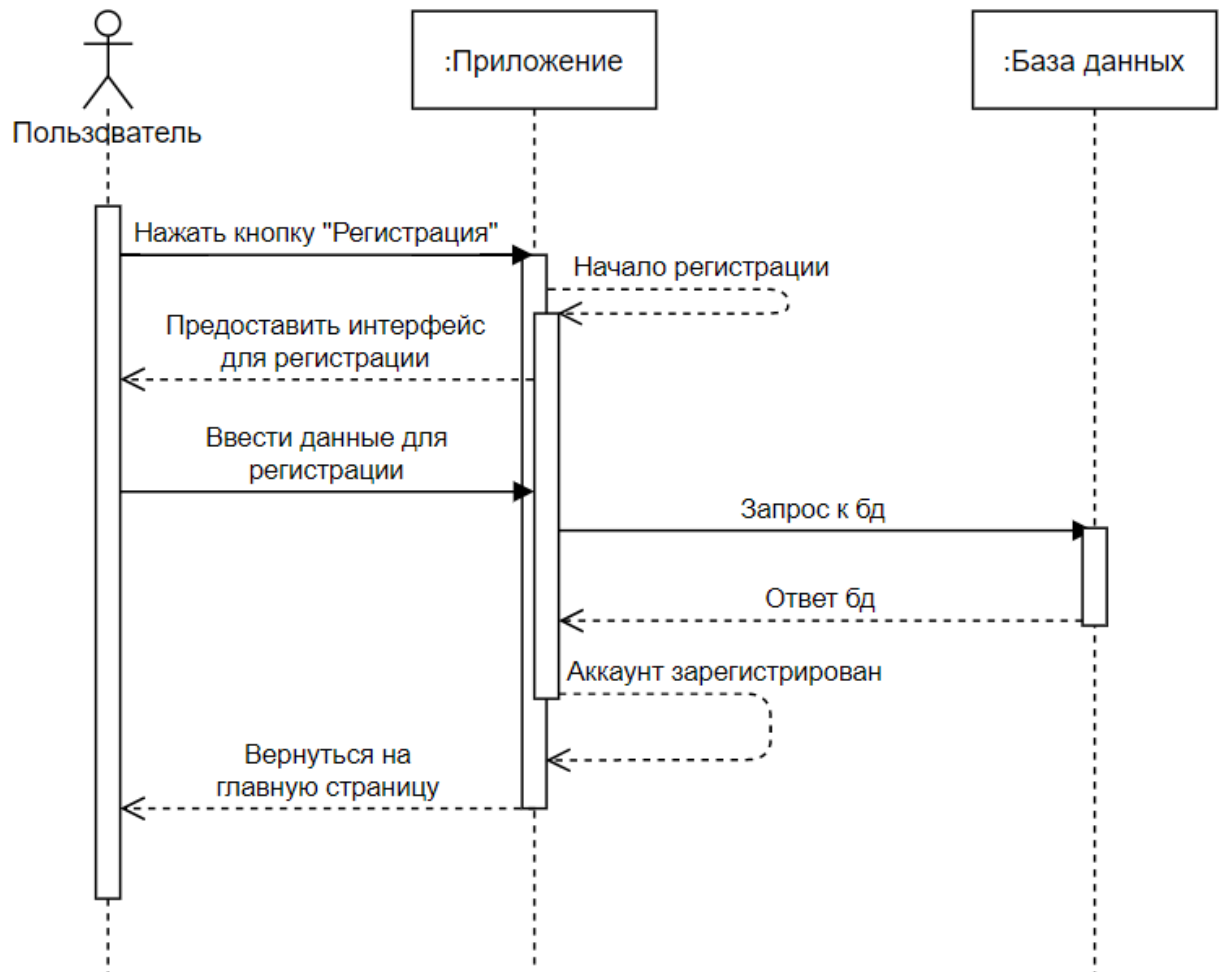 :Приложение
:База данных
Пользователь
Нажать кнопку "Регистрация"
Начало регистрации
Предоставить интерфейс
для регистрации
Ввести данные для
регистрации
Запрос к бд
Ответ бд
Аккаунт зарегистрирован
Вернуться на
главную страницу